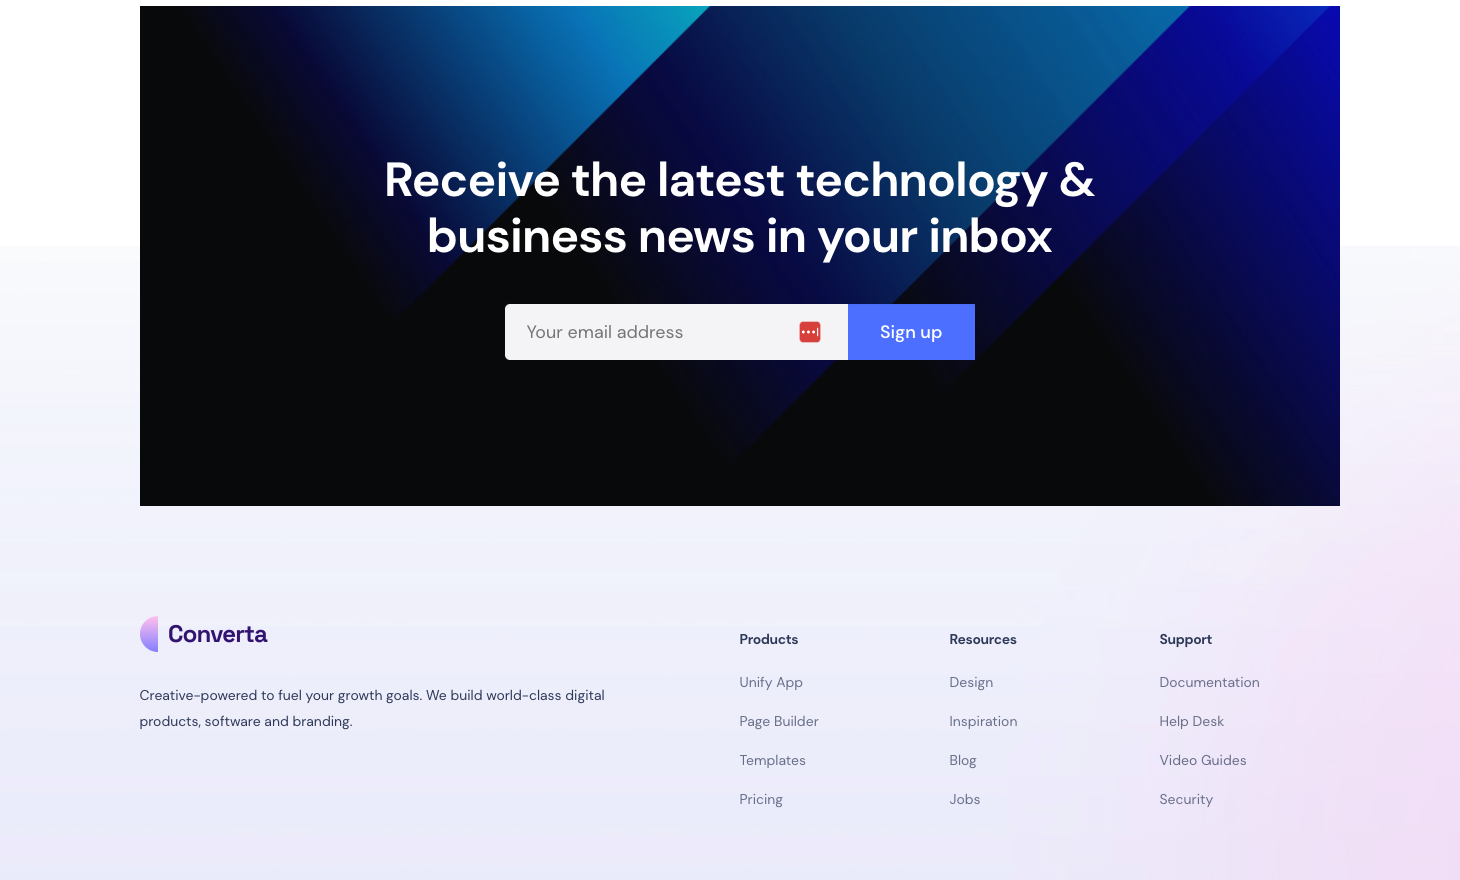 Receive the latest technology &
business news in your inbox
Your email address
Sign up
Converta
Creative-powered to fuel your growth goals. We build world-class digital
products, software and branding.
Products
Unify App
Page Builder
Templates
Pricing
Resources
Design
Inspiration
Blog
Jobs
Support
Documentation
Help Desk
Video Guides
Security